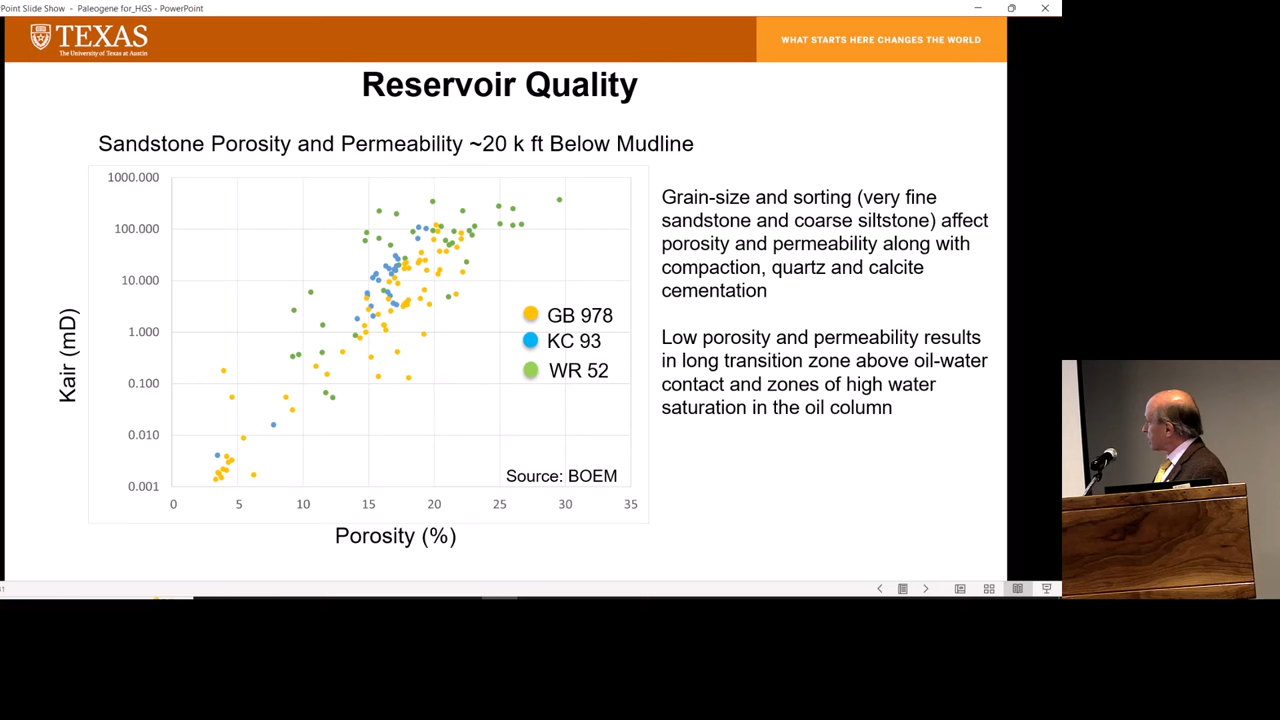 Point Slide Show - Paleogene for_HGS - PowerPoint
TEXAS
The University of Texas at Austin
WHAT STARTS HERE CHANGES THE WORLD
Reservoir Quality
Sandstone Porosity and Permeability ~20 k ft Below Mudline
1000.000
100.000
10.000
1.000
0.100
0.010
0.001
Kair (mD)
0 5 10 15 20 25 30 35
Porosity (%)
GB 978
KC 93
WR 52
Source: BOEM
Grain-size and sorting (very fine
sandstone and coarse siltstone) affect
porosity and permeability along with
compaction, quartz and calcite
cementation
Low porosity and permeability results
in long transition zone above oil-water
contact and zones of high water
saturation in the oil column